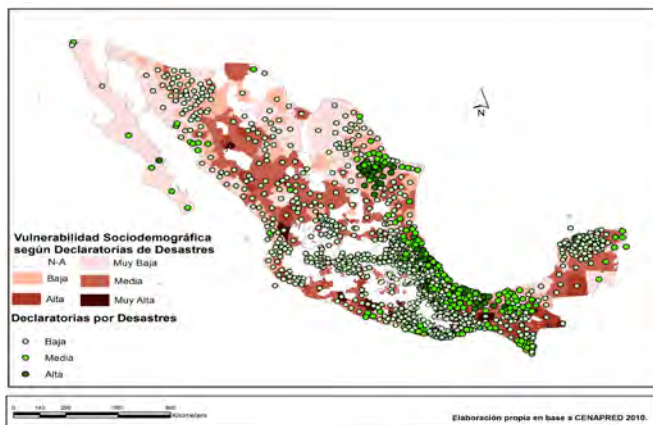 N
Vulnerabilidad Sociodemográfica
según Declaratorias de Desastres
N-A Muy Baja
Baja Media
Alta Muy Alta
Declaratorias por Desastres
Baja
Media
Alta
Kilometers
Elaboración propia en base a CENAPRED 2010.